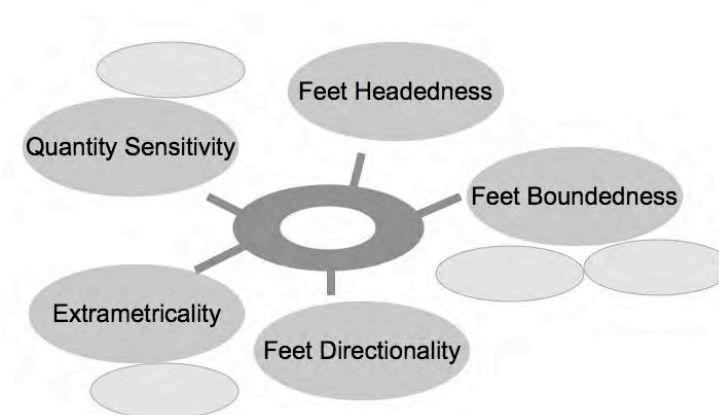 Feet Headedness
Quantity Sensitivity
Feet Boundedness
Extrametricality
Feet Directionality